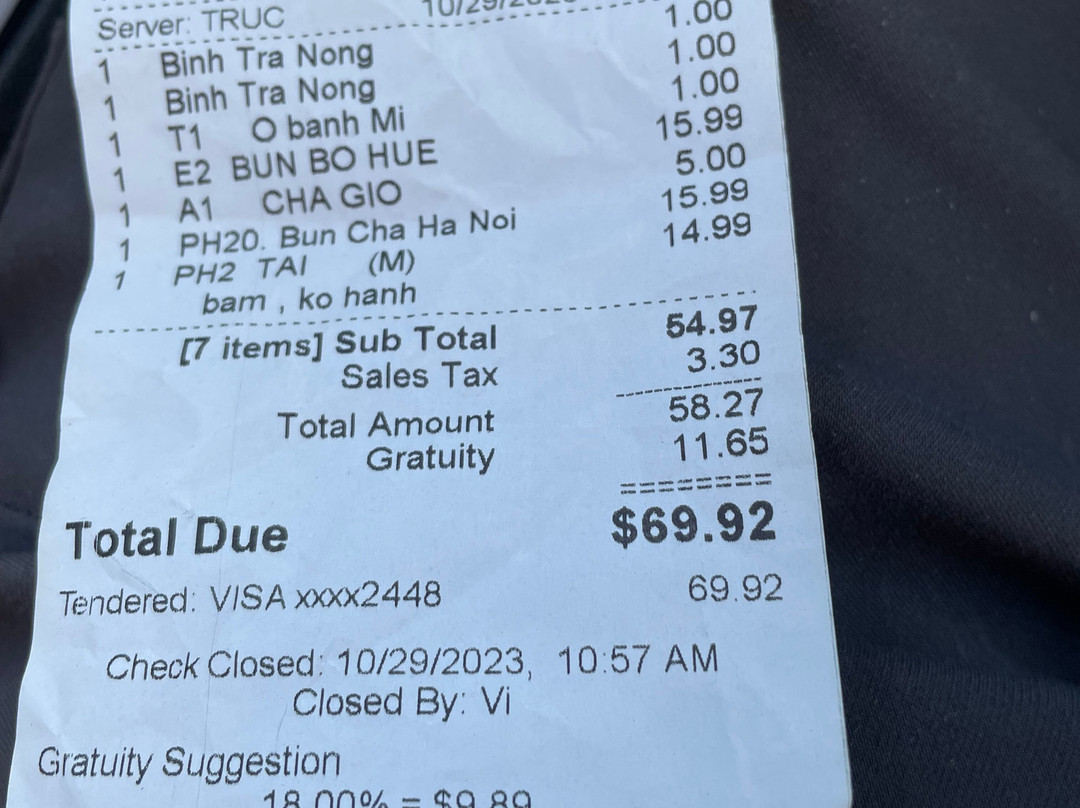 Server: TRUC
1 Binh Tra Nong 1.00
1 Binh Tra Nong 1.00
1 T1 O banh Mi 1.00
1 E2 BUN BO HUE 15.99
1 A1 CHA GIO 5.00
1 PH20. Bun Cha Ha Noi 15.99
1 PH2 TAI (M) 14.99
bam , ko hanh
[7 items] Sub Total 54.97
Sales Tax 3.30
Total Amount 58.27
Gratuity 11.65
Total Due $69.92
Tendered: VISA xxxx2448 69.92
Check Closed: 10/29/2023, 10:57 AM
Closed By: Vi
Gratuity Suggestion
18.00% = $9.89